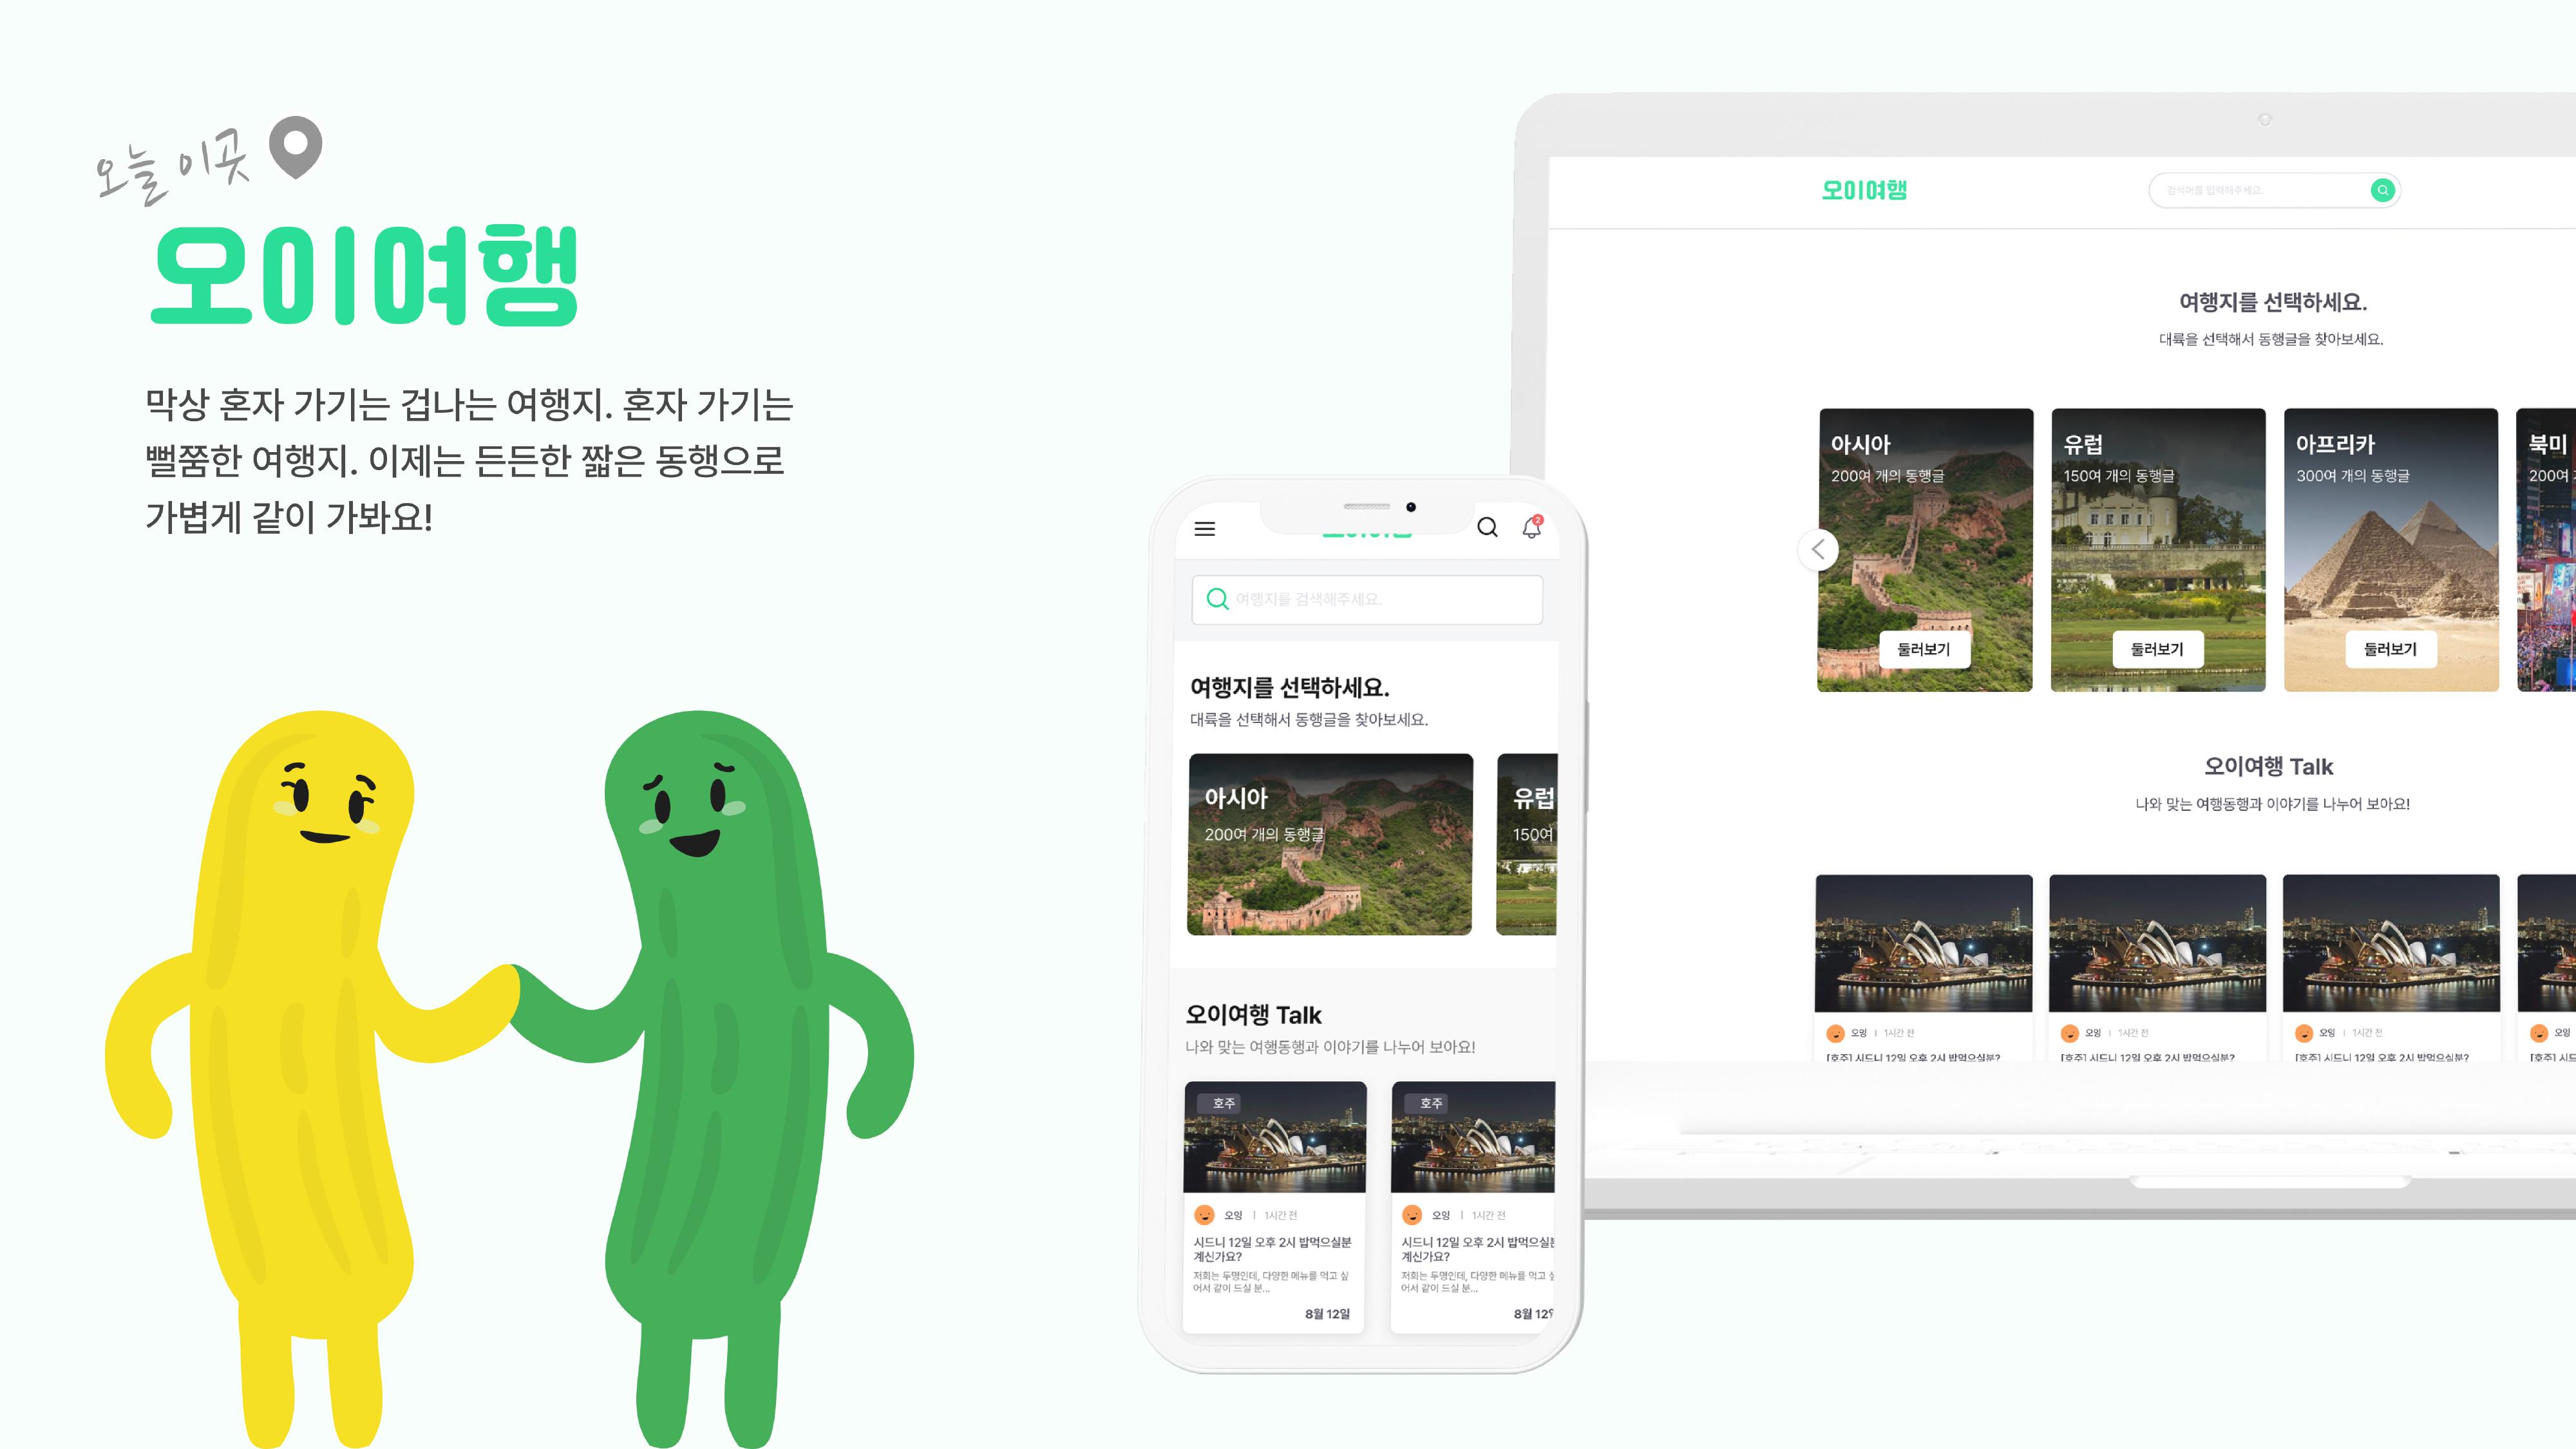 오늘 이곳
오이여행
막상 혼자 가기는 겁나는 여행지. 혼자 가기는
뻘쭘한 여행지. 이제는 든든한 짧은 동행으로
가볍게 같이 가봐요!
2
여행지를 검색해주세요.
여행지를 선택하세요.
대륙을 선택해서 동행글을 찾아보세요.
아시아
200여 개의 동행글
유럽
150여
오이여행 Talk
나와 맞는 여행동행과 이야기를 나누어 보아요!
호주
오잉 | 1시간 전
시드니 12일 오후 2시 밥먹으실분
계신가요?
저희는 두명인데, 다양한 메뉴를 먹고 싶
어서 같이 드실 분...
8월 12일
호주
오잉 | 1시간 전
시드니 12일 오후 2시 밥먹으실분
계신가요?
저희는 두명인데, 다양한 메뉴를 먹고 싶
어서 같이 드실 분...
8월 12일
오이여행
검색어를 입력해주세요.
여행지를 선택하세요.
대륙을 선택해서 동행글을 찾아보세요.
아시아
200여 개의 동행글
둘러보기
유럽
150여 개의 동행글
둘러보기
아프리카
300여 개의 동행글
둘러보기
북미
200여
오이여행 Talk
나와 맞는 여행동행과 이야기를 나누어 보아요!
오잉 | 1시간 전
[호주] 시드니 12일 오후 2시 밥먹으실분?
오잉 | 1시간 전
[호주] 시드니 12일 오후 2시 밥먹으실분?
오잉 | 1시간 전
[호주] 시드니 12일 오후 2시 밥먹으실분?
오잉